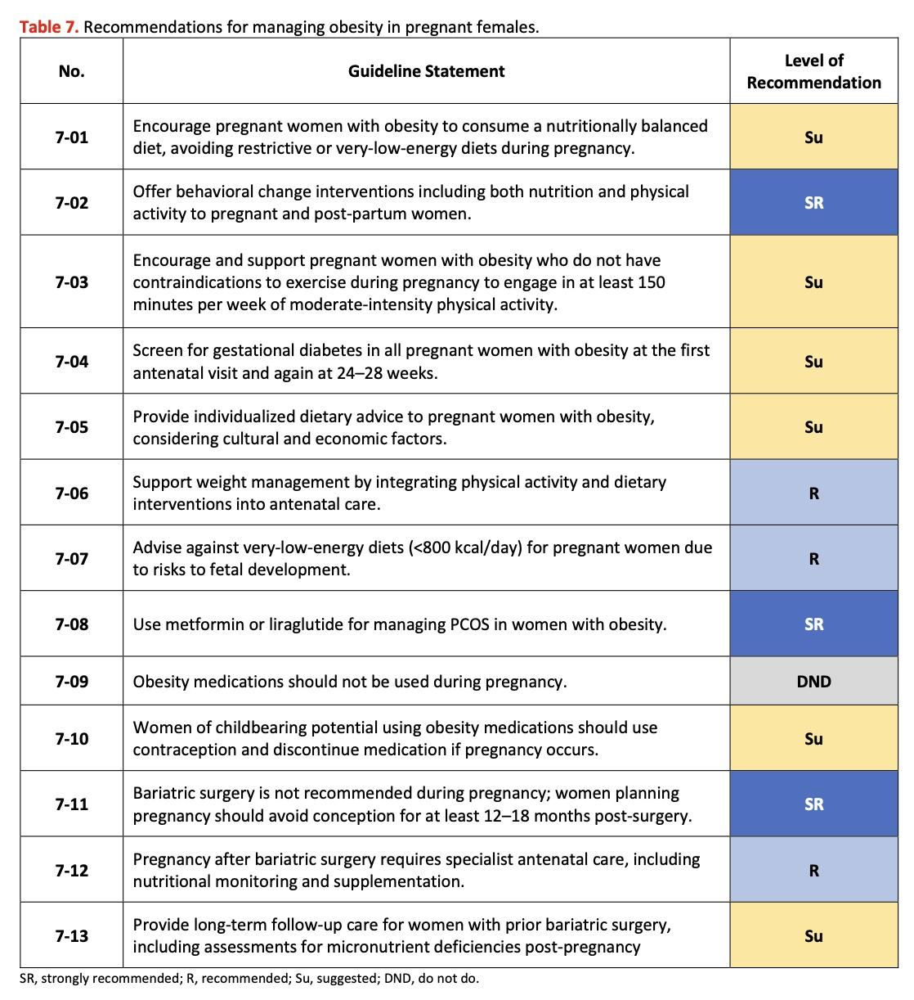 Table 7. Recommendations for managing obesity in pregnant females.
No.
Guideline Statement
Level of
Recommendation
7-01
Encourage pregnant women with obesity to consume a nutritionally balanced
diet, avoiding restrictive or very-low-energy diets during pregnancy.
Su
7-02
Offer behavioral change interventions including both nutrition and physical
activity to pregnant and post-partum women.
SR
7-03
Encourage and support pregnant women with obesity who do not have
contraindications to exercise during pregnancy to engage in at least 150
minutes per week of moderate-intensity physical activity.
Su
7-04
Screen for gestational diabetes in all pregnant women with obesity at the first
antenatal visit and again at 24–28 weeks.
Su
7-05
Provide individualized dietary advice to pregnant women with obesity,
considering cultural and economic factors.
Su
7-06
Support weight management by integrating physical activity and dietary
interventions into antenatal care.
R
7-07
Advise against very-low-energy diets (<800 kcal/day) for pregnant women due
to risks to fetal development.
R
7-08
Use metformin or liraglutide for managing PCOS in women with obesity.
SR
7-09
Obesity medications should not be used during pregnancy.
DND
7-10
Women of childbearing potential using obesity medications should use
contraception and discontinue medication if pregnancy occurs.
Su
7-11
Bariatric surgery is not recommended during pregnancy; women planning
pregnancy should avoid conception for at least 12–18 months post-surgery.
SR
7-12
Pregnancy after bariatric surgery requires specialist antenatal care, including
nutritional monitoring and supplementation.
R
7-13
Provide long-term follow-up care for women with prior bariatric surgery,
including assessments for micronutrient deficiencies post-pregnancy
Su
SR, strongly recommended; R, recommended; Su, suggested; DND, do not do.